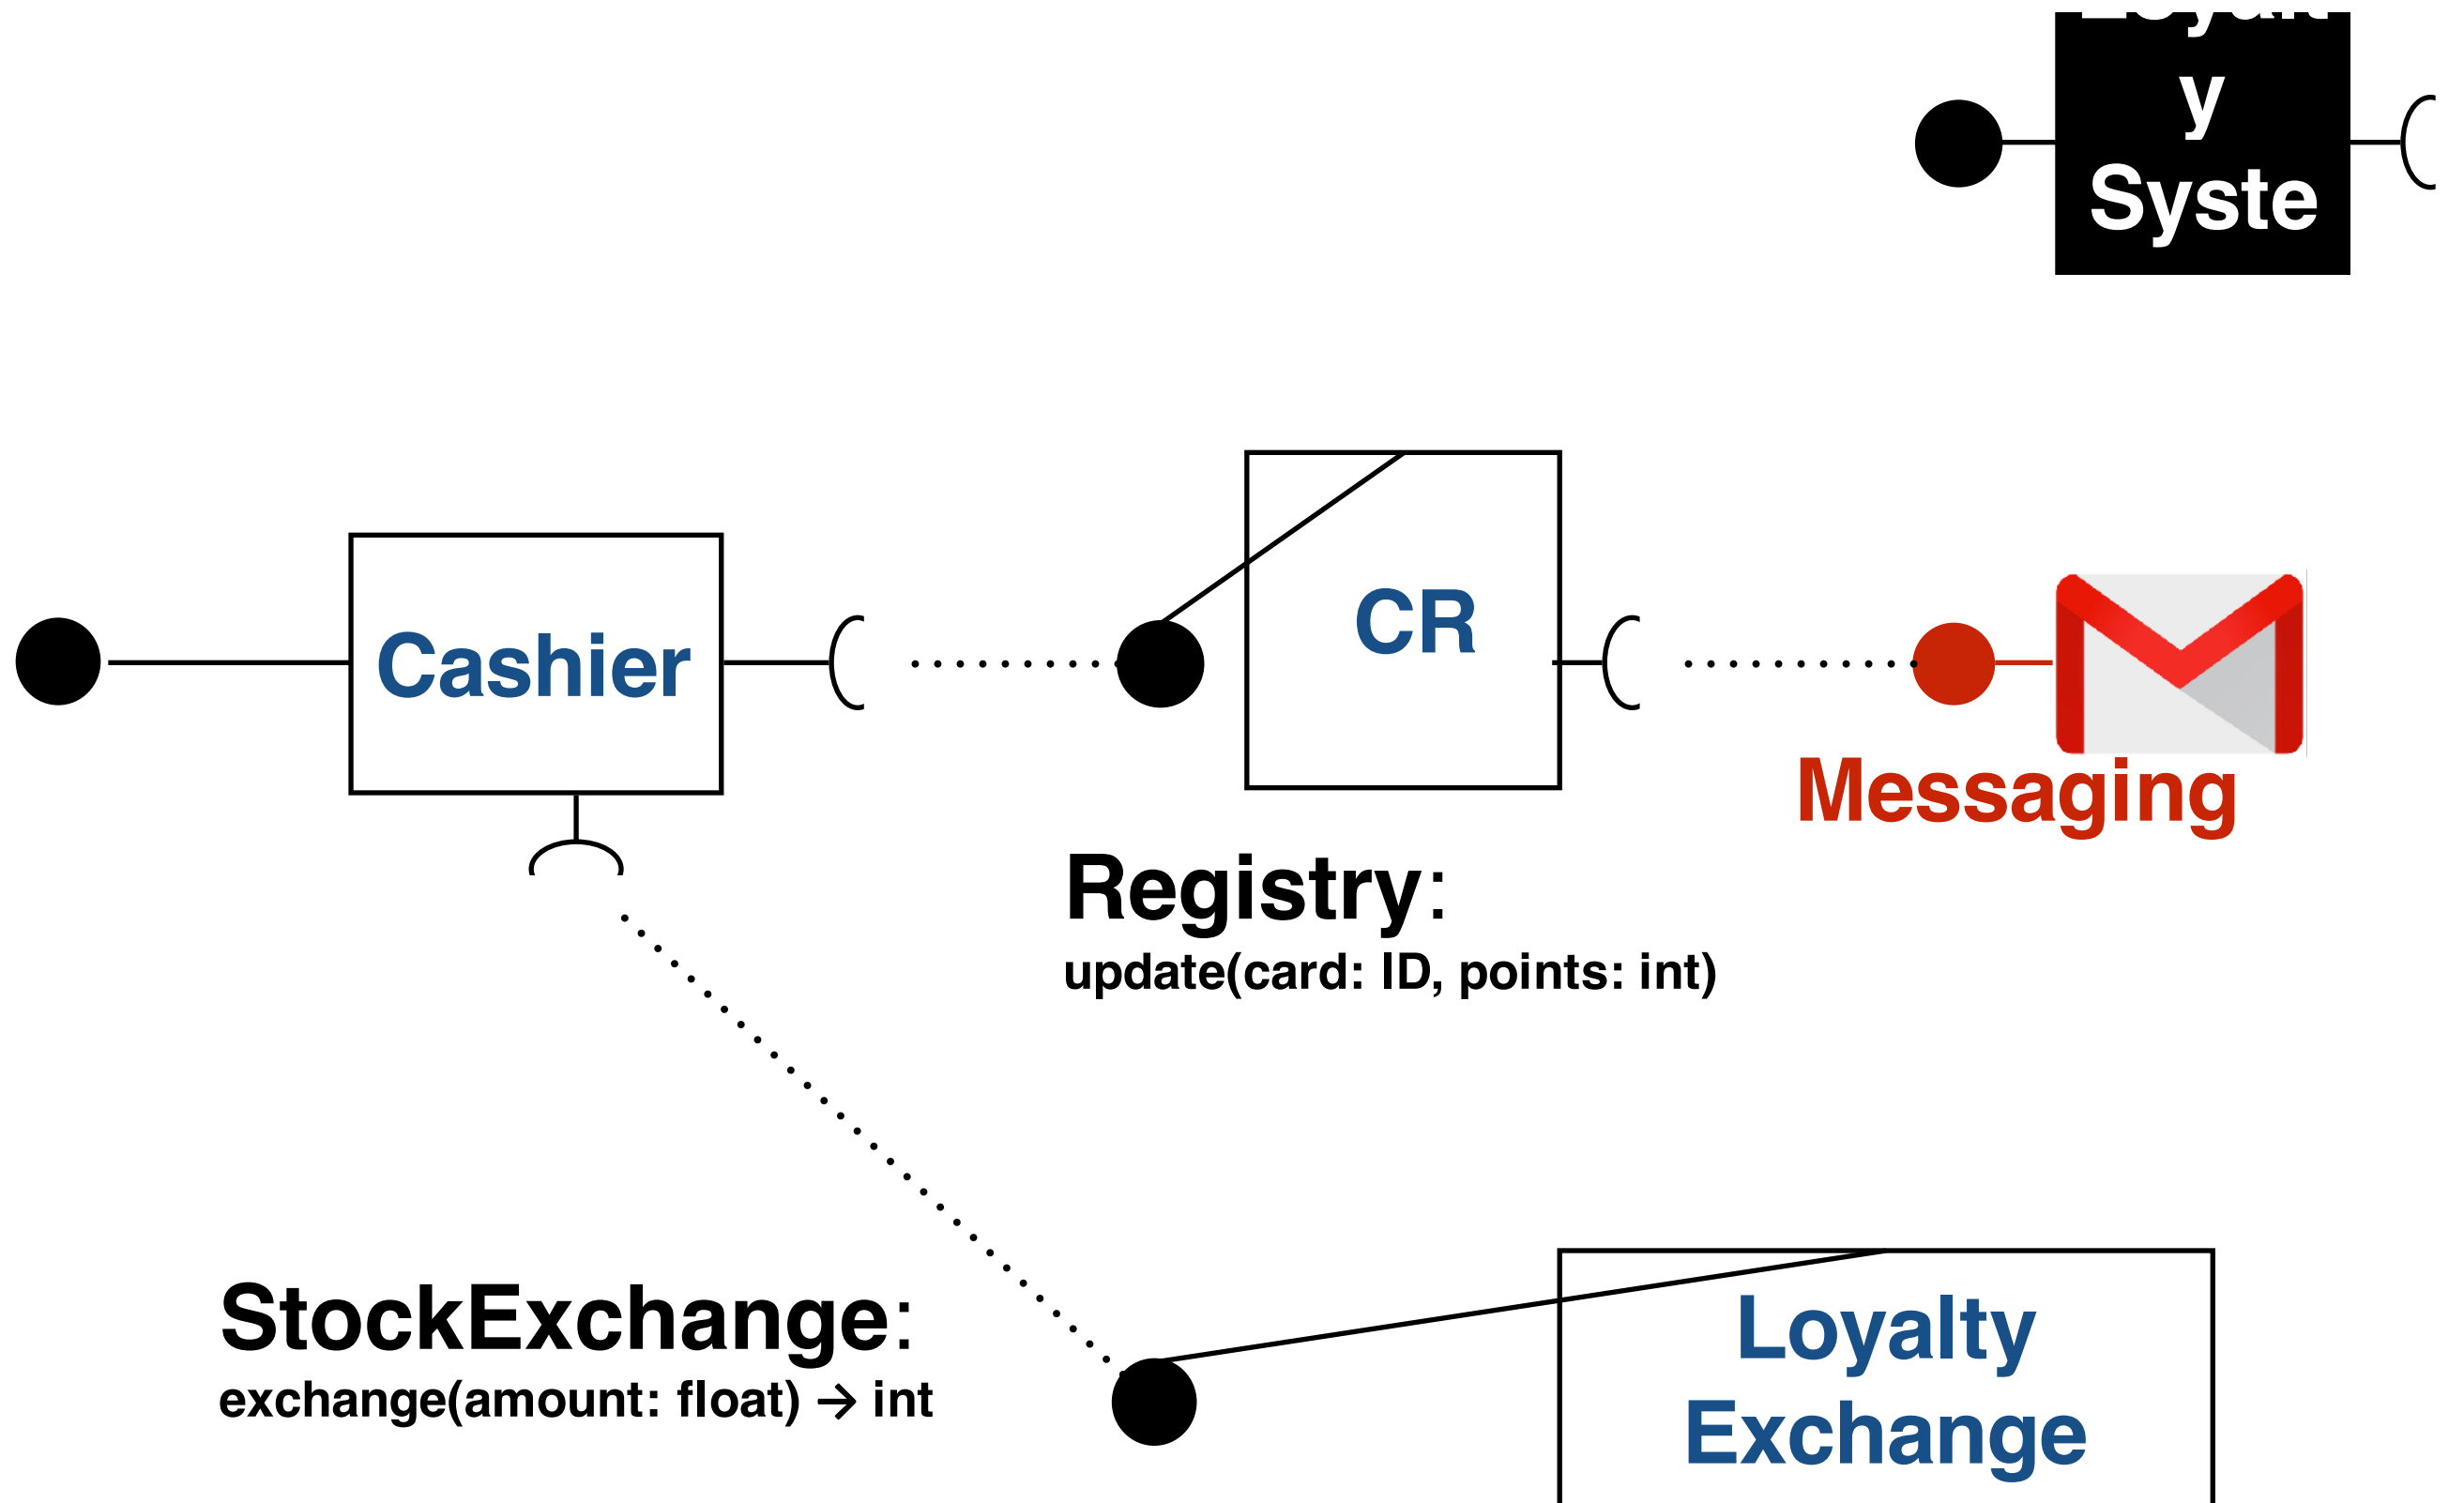 y
Syste
Cashier
CR
Messaging
Registry:
update(card: ID, points: int)
StockExchange:
exchange(amount: float) → int
Loyalty
Exchange